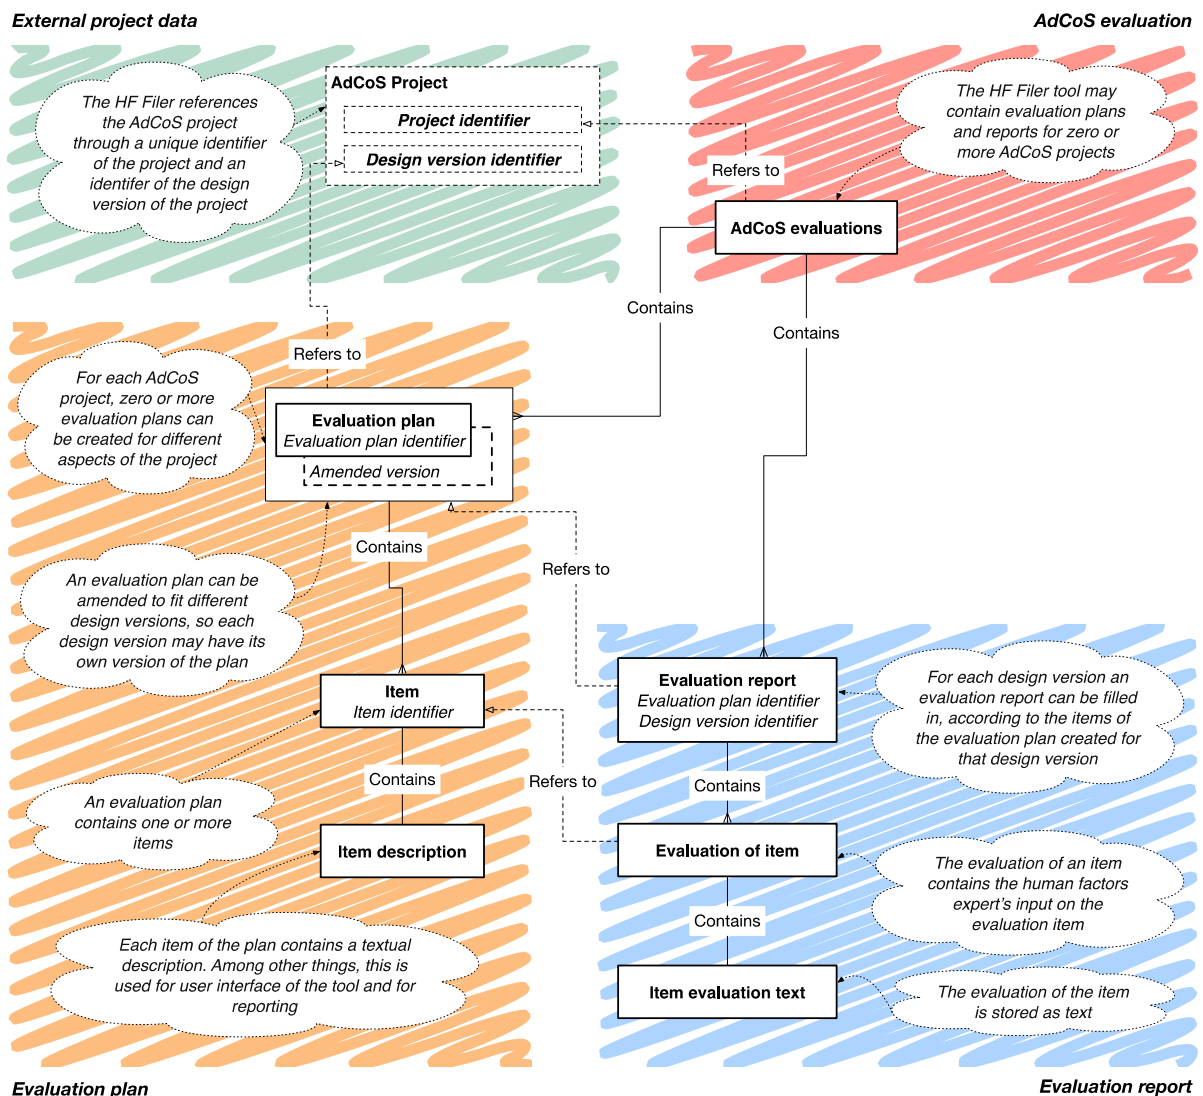 External project data
AdCoS evaluation
The HF Filer references
the AdCoS project
through a unique identifier
of the project and an
identifer of the design
version of the project
AdCoS Project
Project identifier
Design version identifier
The HF Filer tool may
contain evaluation plans
and reports for zero or
more AdCoS projects
Refers to
AdCoS evaluations
Contains
Contains
Refers to
For each AdCoS
project, zero or more
evaluation plans can
be created for different
aspects of the project
Evaluation plan
Evaluation plan identifier
Amended version
Contains
Refers to
An evaluation plan can be
amended to fit different
design versions, so each
design version may have its
own version of the plan
Item
Item identifier
Evaluation report
Evaluation plan identifier
Design version identifier
For each design version an
evaluation report can be filled
in, according to the items of
the evaluation plan created for
that design version
Contains
Refers to
Contains
An evaluation plan
contains one or more
items
Item description
Evaluation of item
The evaluation of an item
contains the human factors
expert's input on the
evaluation item
Contains
Each item of the plan contains a textual
description. Among other things, this is
used for user interface of the tool and for
reporting
Item evaluation text
The evaluation of the item
is stored as text
Evaluation plan
Evaluation report